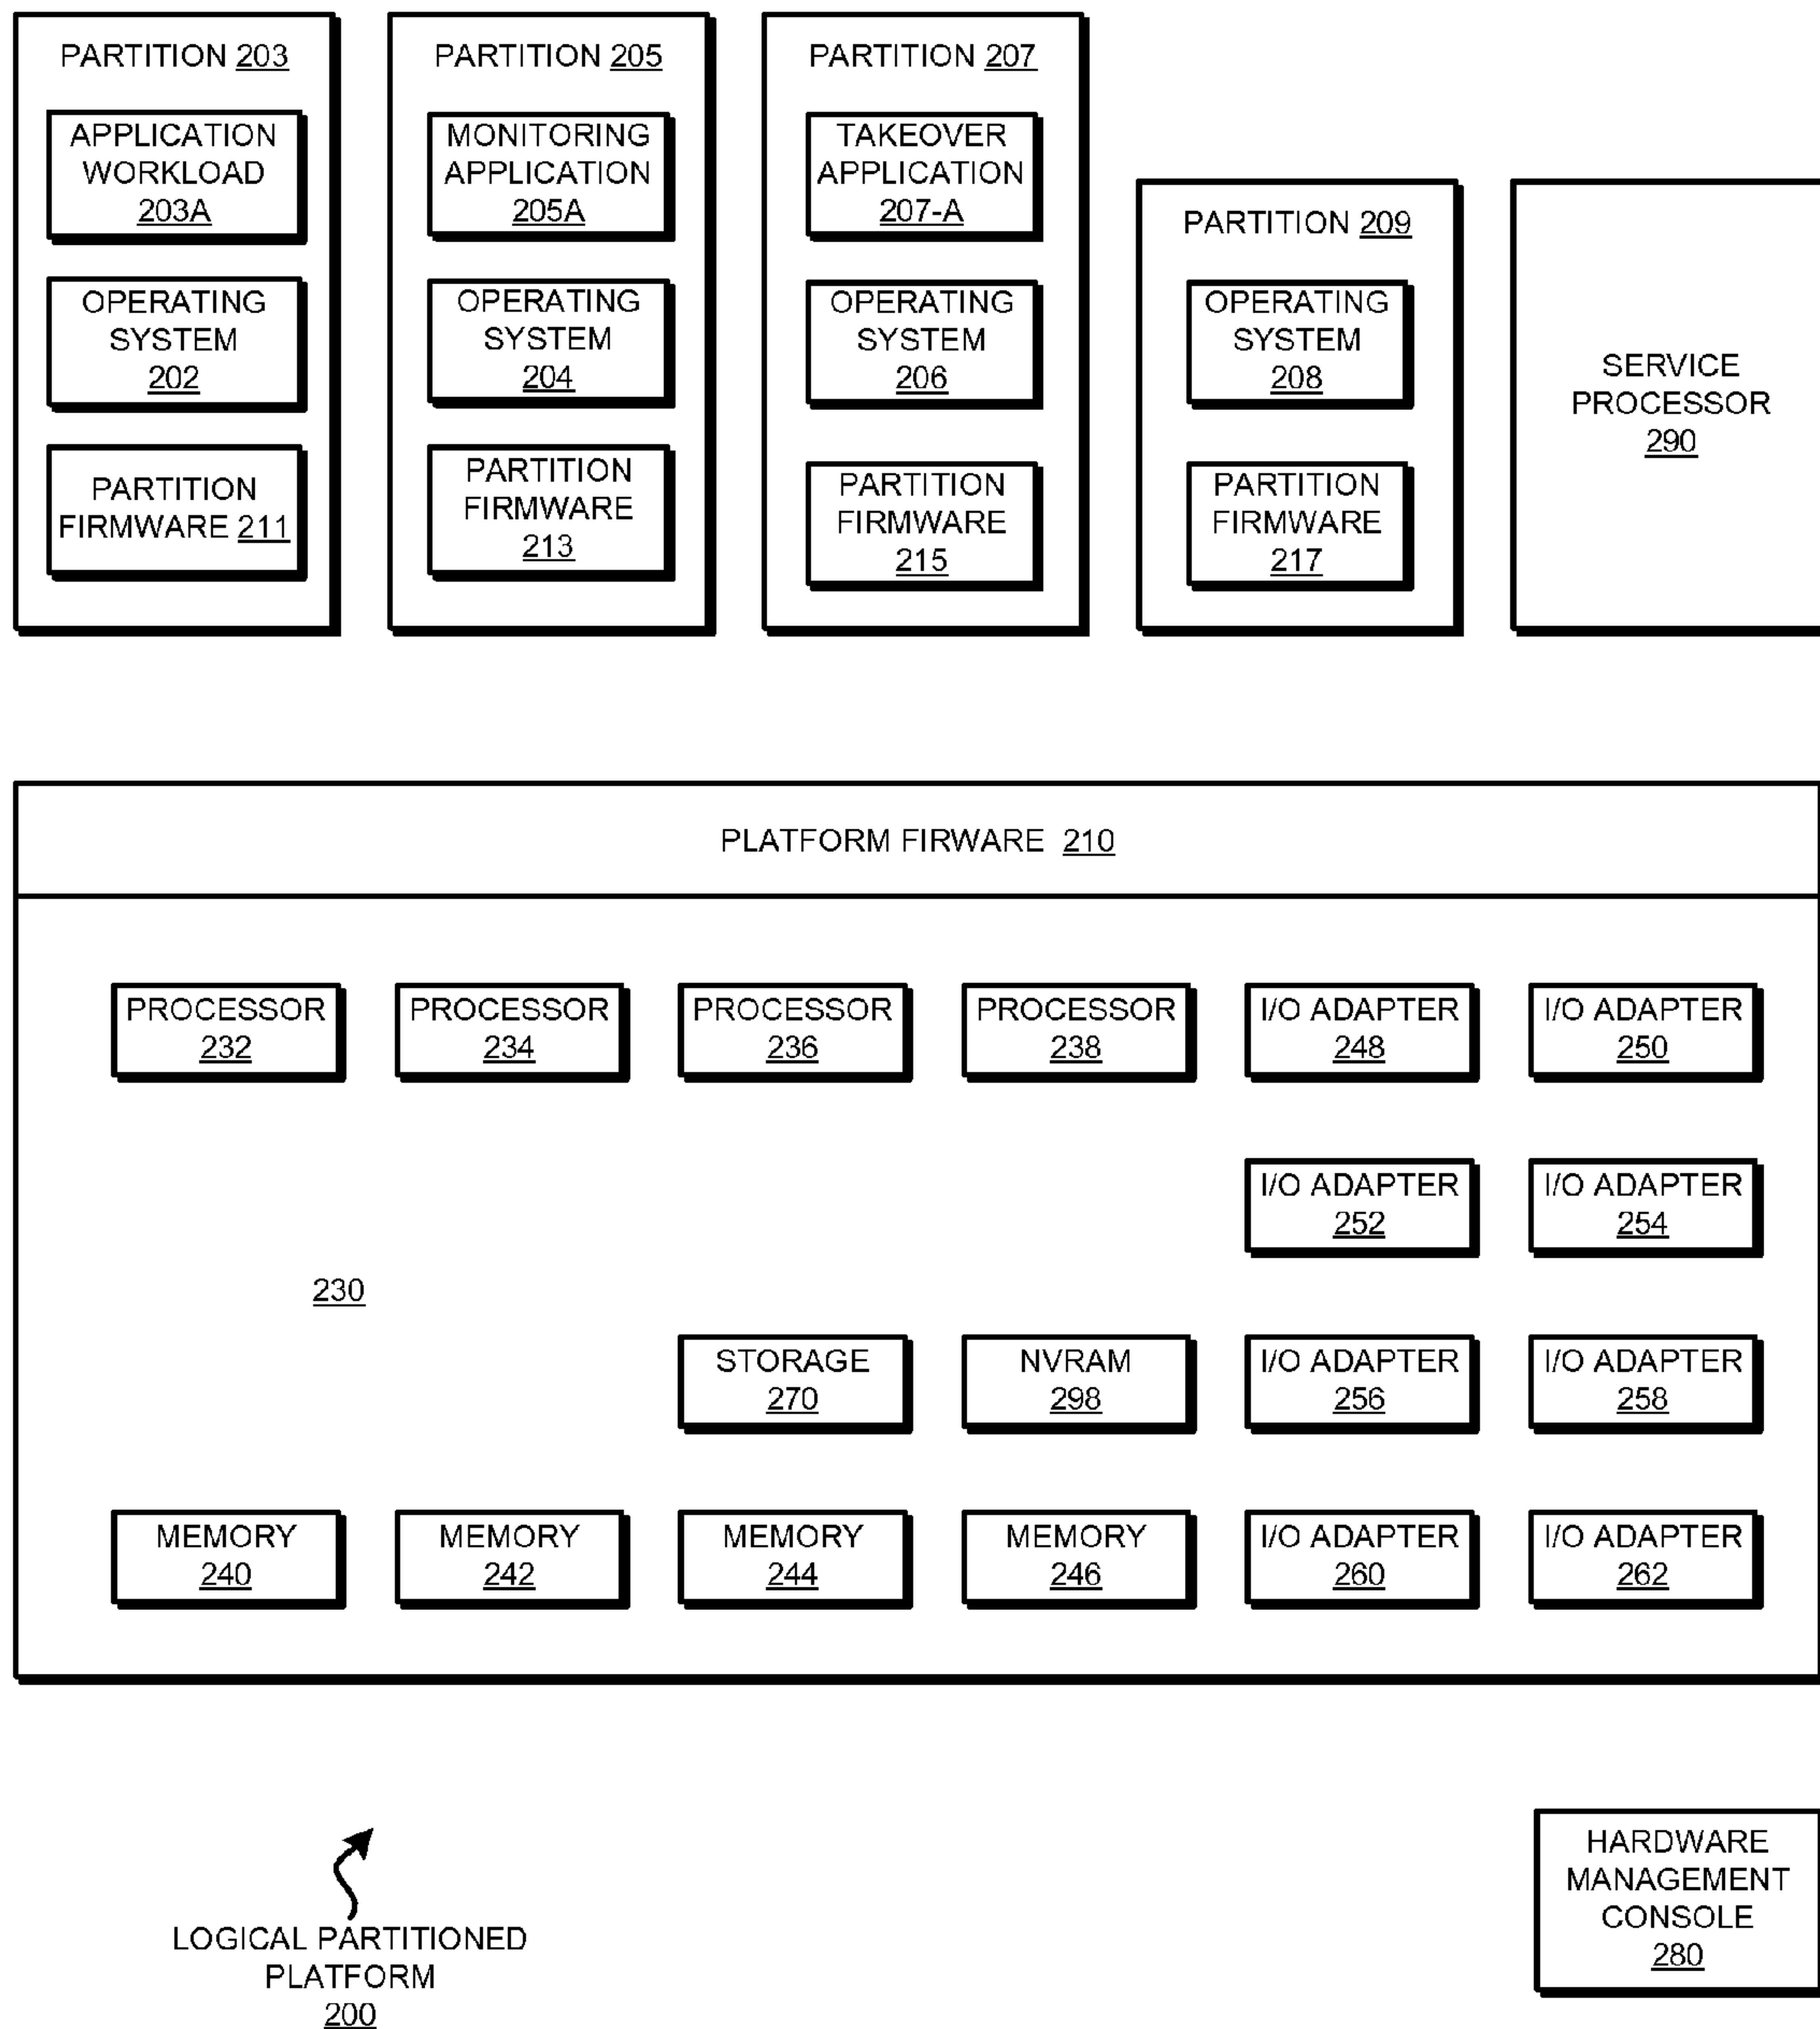 PARTITION 203
APPLICATION
WORKLOAD
203A
OPERATING
SYSTEM
202
PARTITION
FIRMWARE 211
PARTITION 205
MONITORING
APPLICATION
205A
OPERATING
SYSTEM
204
PARTITION
FIRMWARE
213
PARTITION 207
TAKEOVER
APPLICATION
207-A
OPERATING
SYSTEM
206
PARTITION
FIRMWARE
215
PARTITION 209
OPERATING
SYSTEM
208
PARTITION
FIRMWARE
217
SERVICE
PROCESSOR
290
PLATFORM FIRWARE 210
PROCESSOR
232
PROCESSOR
234
PROCESSOR
236
PROCESSOR
238
I/O ADAPTER
248
I/O ADAPTER
250
I/O ADAPTER
252
I/O ADAPTER
254
230
STORAGE
270
NVRAM
298
I/O ADAPTER
256
I/O ADAPTER
258
MEMORY
240
MEMORY
242
MEMORY
244
MEMORY
246
I/O ADAPTER
260
I/O ADAPTER
262
LOGICAL PARTITIONED
PLATFORM
200
HARDWARE
MANAGEMENT
CONSOLE
280